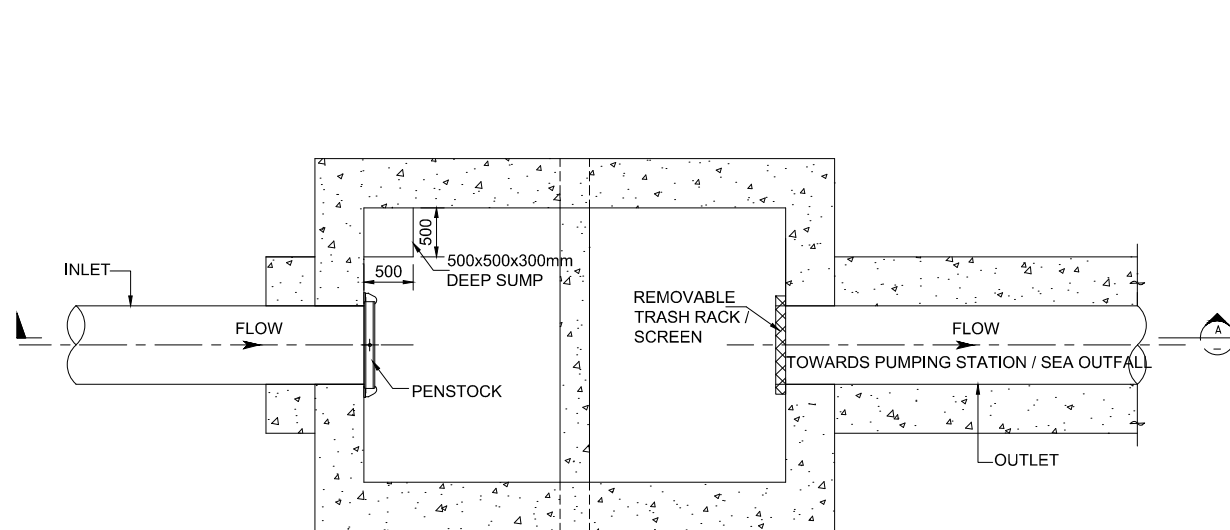 500
500x500x300mm
DEEP SUMP
500
INLET
REMOVABLE
TRASH RACK /
SCREEN
FLOW
FLOW
A
TOWARDS PUMPING STATION / SEA OUTFALL
PENSTOCK
OUTLET